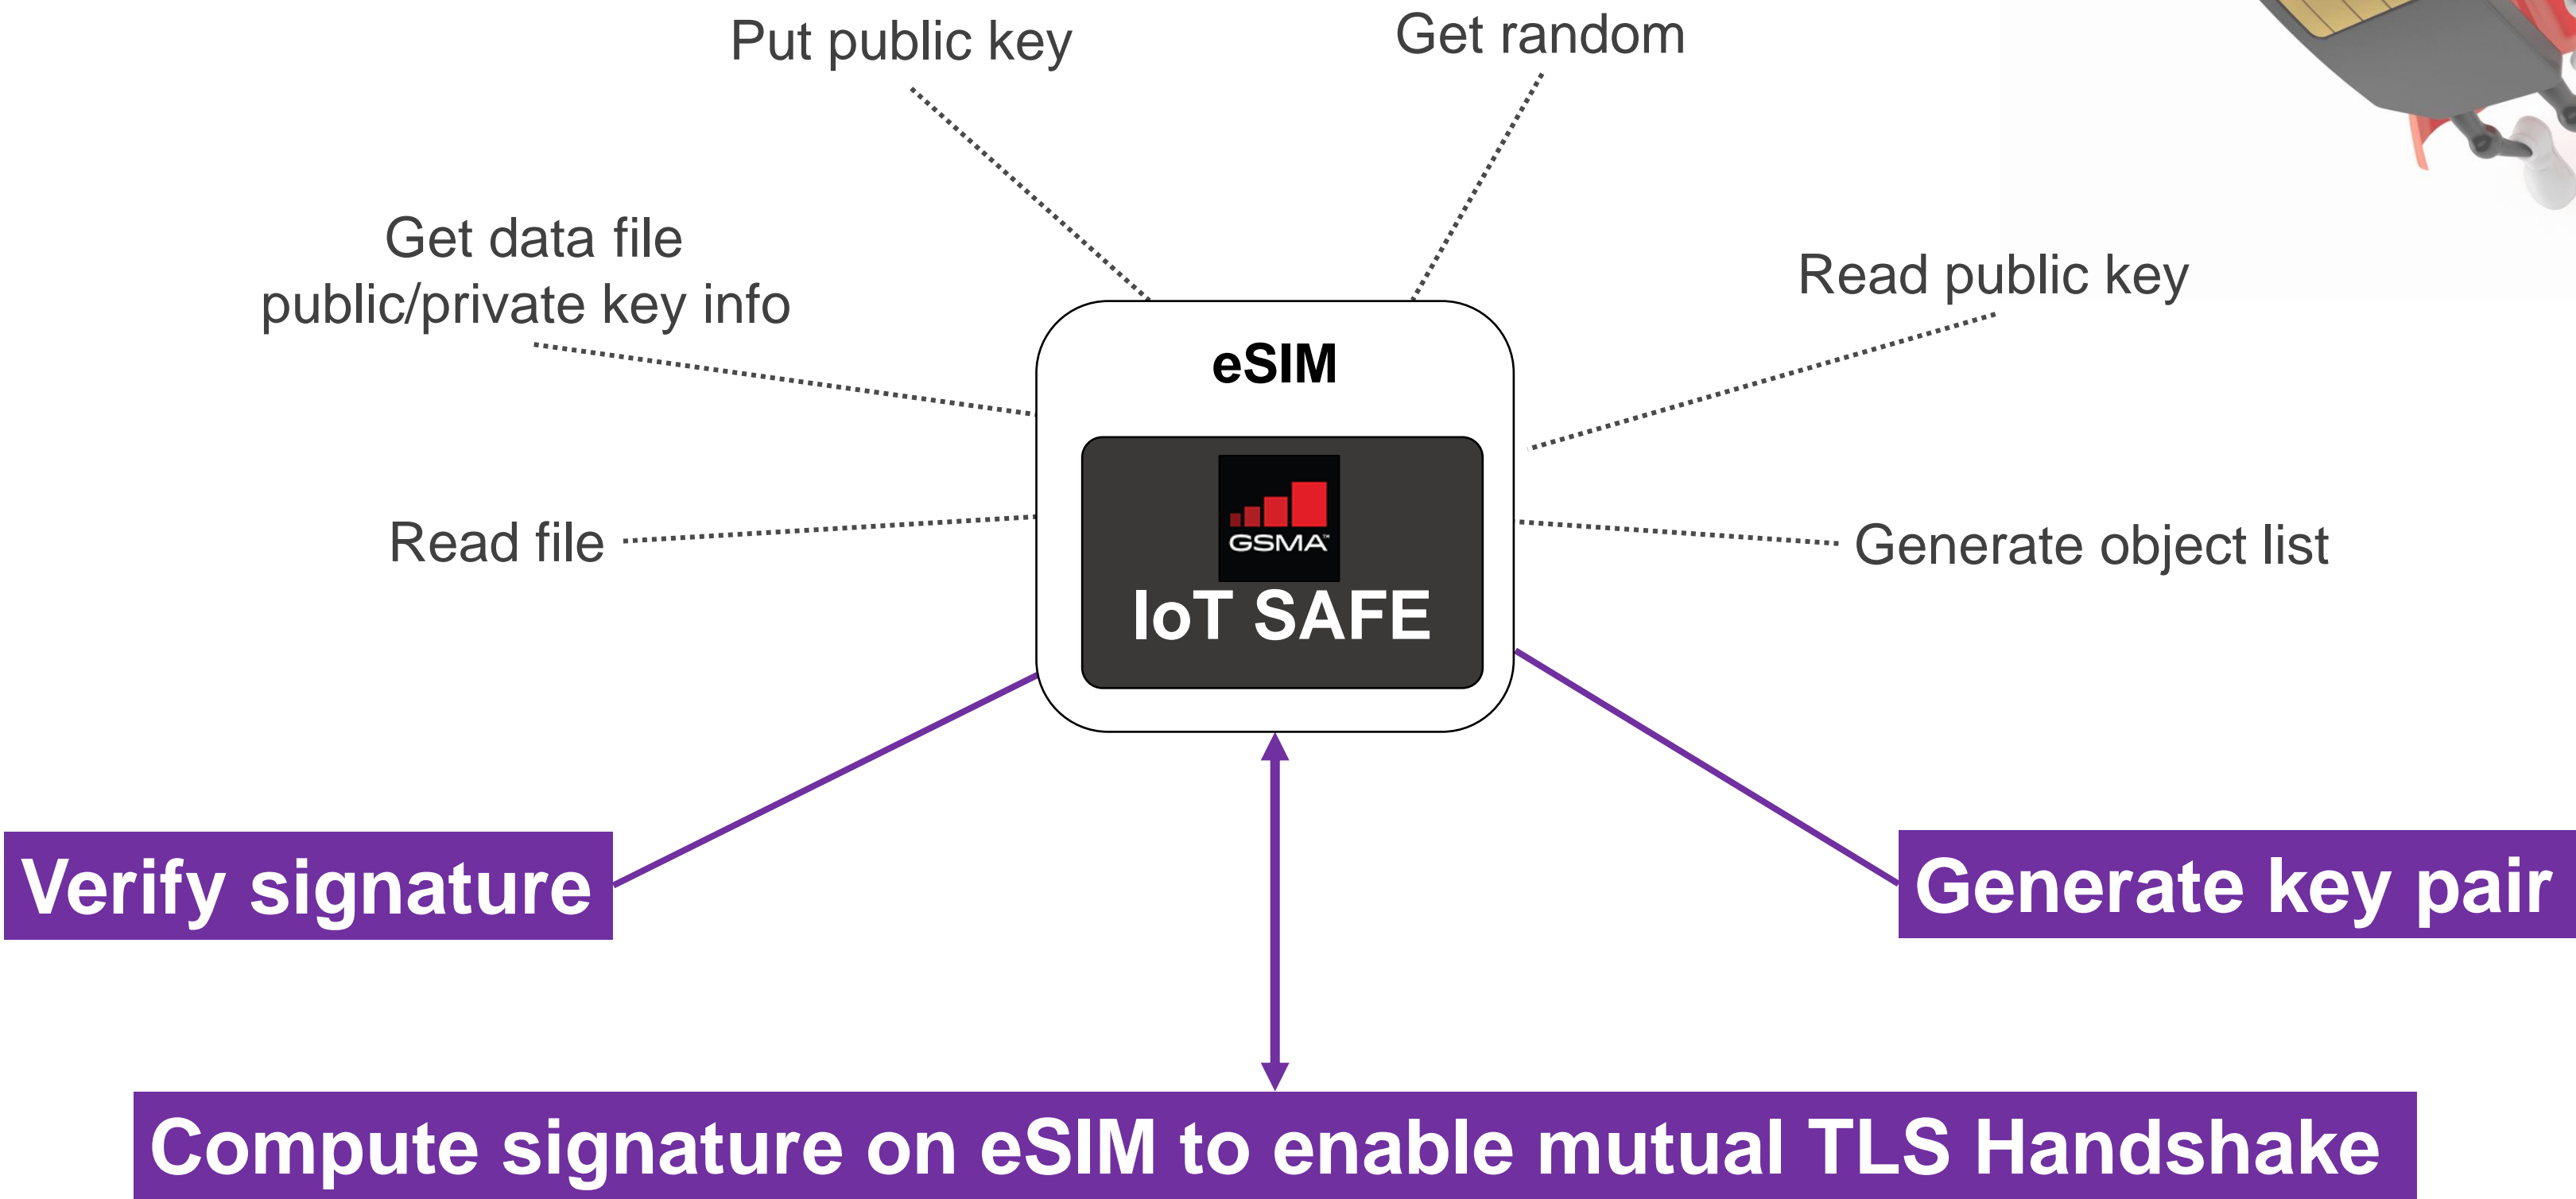 Put public key
Get random
Get data file
public/private key info
Read public key
eSIM
GSMA™
IoT SAFE
Read file
Generate object list
Verify signature
Generate key pair
Compute signature on eSIM to enable mutual TLS Handshake